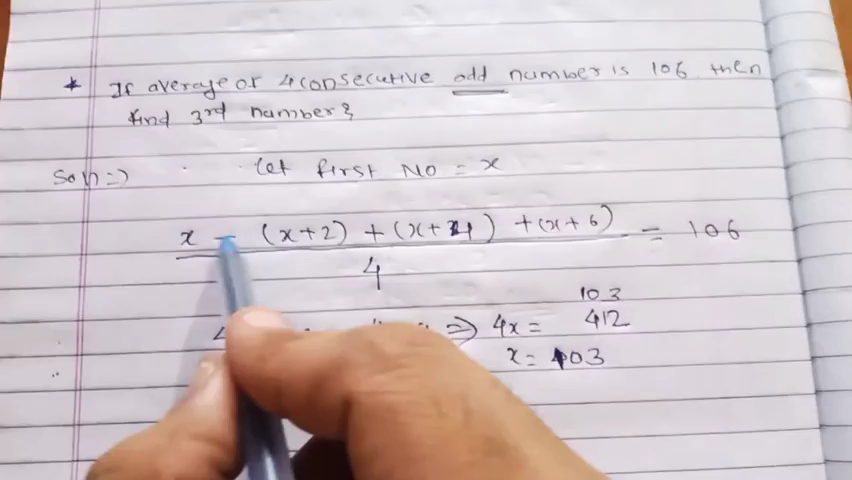 * If average of 4 consecutive odd number is 106 then
find 3rd number?
Soln=> Let first No = x
x - (x+2) + (x+4) + (x+6) = 106
4
=> 4x = 412
103
x = 103